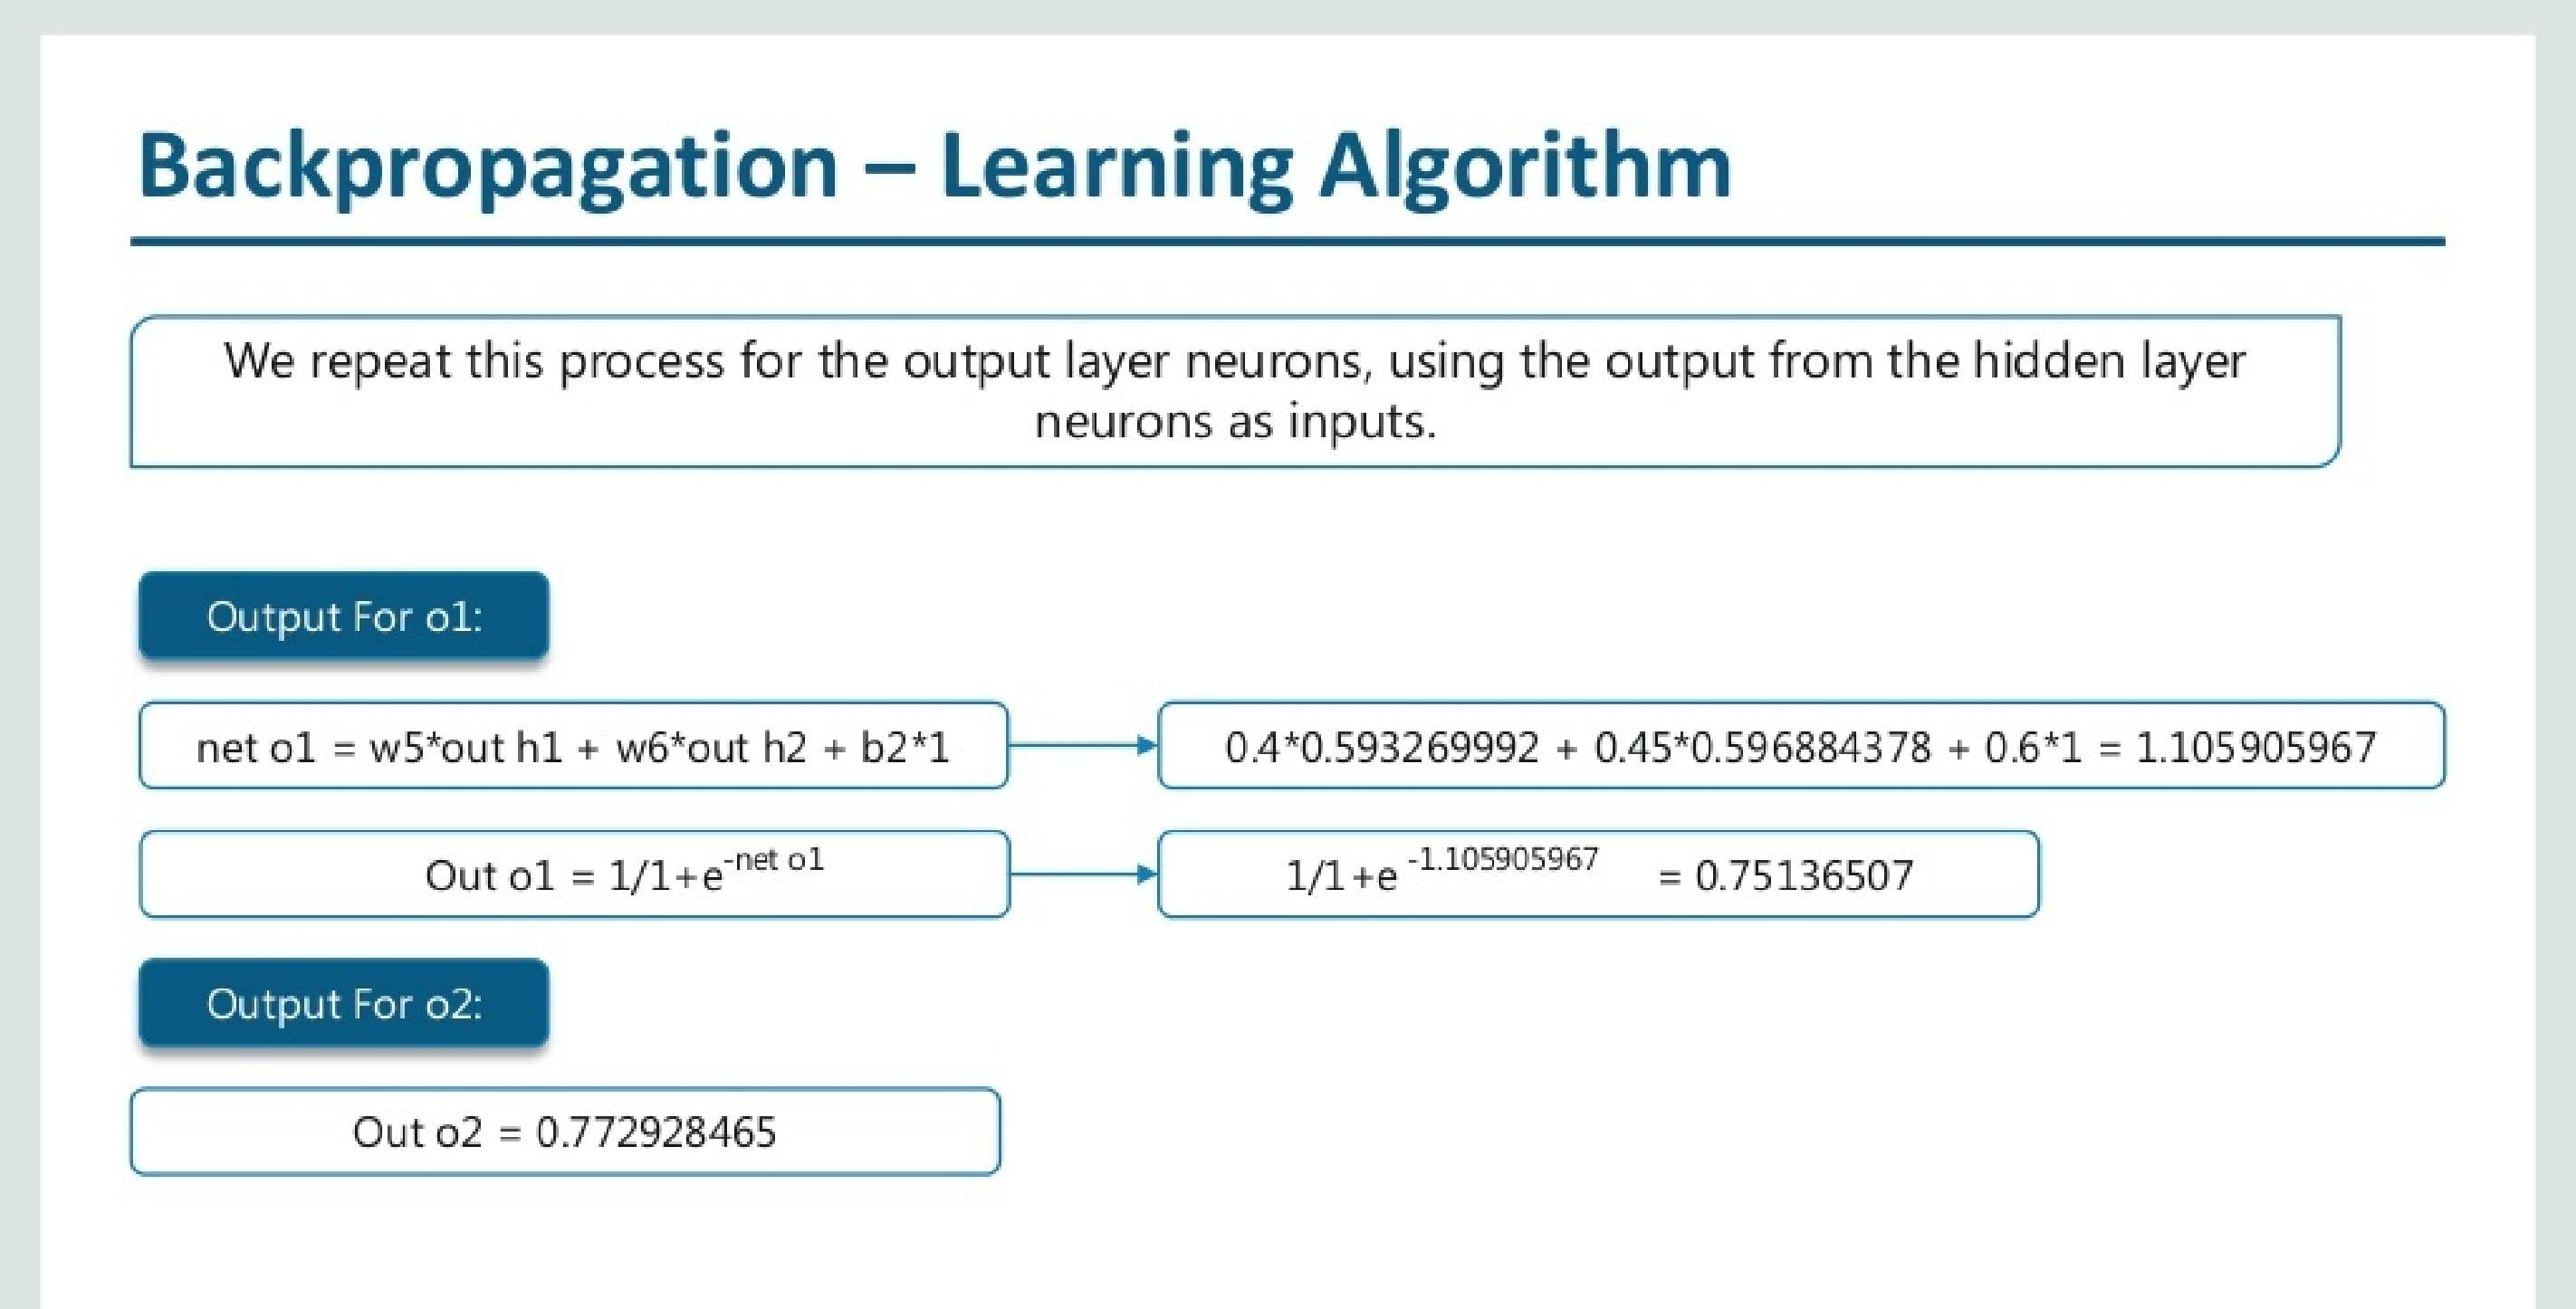 Backpropagation – Learning Algorithm
We repeat this process for the output layer neurons, using the output from the hidden layer
neurons as inputs.
Output For o1:
net o1 = w5*out h1 + w6*out h2 + b2*1
0.4*0.593269992 + 0.45*0.596884378 + 0.6*1 = 1.105905967
Out o1 = 1/1+e-net o1
1/1+e -1.105905967 = 0.75136507
Output For o2:
Out o2 = 0.772928465